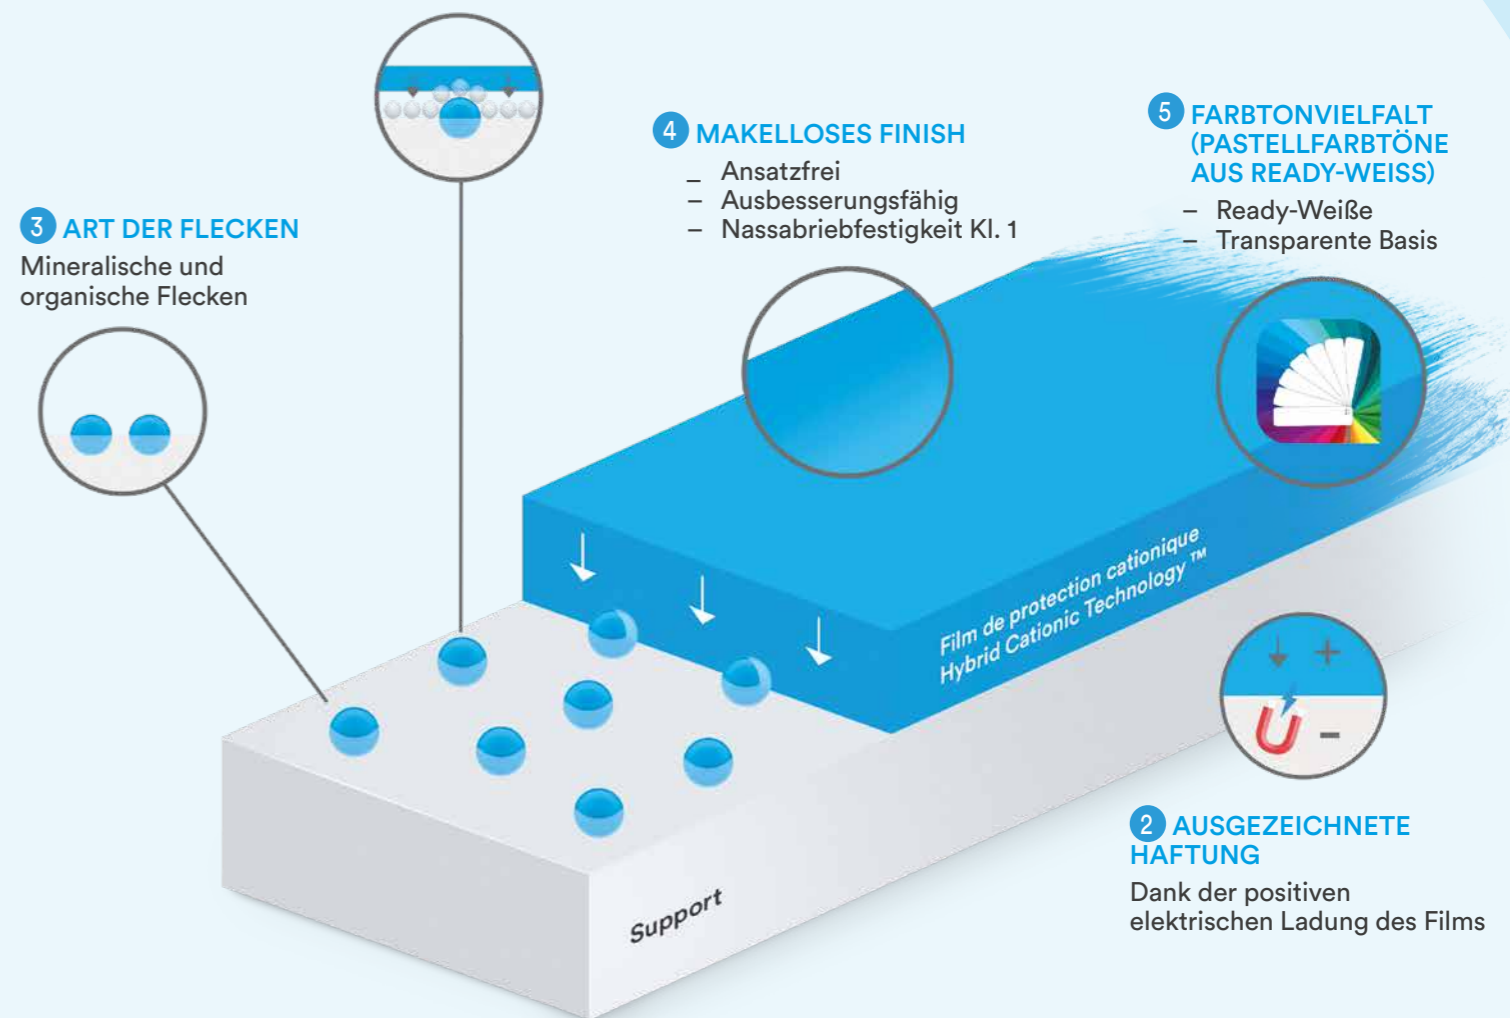 3 ART DER FLECKEN
Mineralische und
organische Flecken
4 MAKELLOSES FINISH
– Ansatzfrei
– Ausbesserungsfähig
– Nassabriebfestigkeit Kl. 1
5 FARBTONVIELFALT
(PASTELLFARBTÖNE
AUS READY-WEISS)
– Ready-Weiße
– Transparente Basis
Film de protection cationique
Hybrid Cationic Technology ™
+
–
2 AUSGEZEICHNETE
HAFTUNG
Dank der positiven
elektrischen Ladung des Films
Support